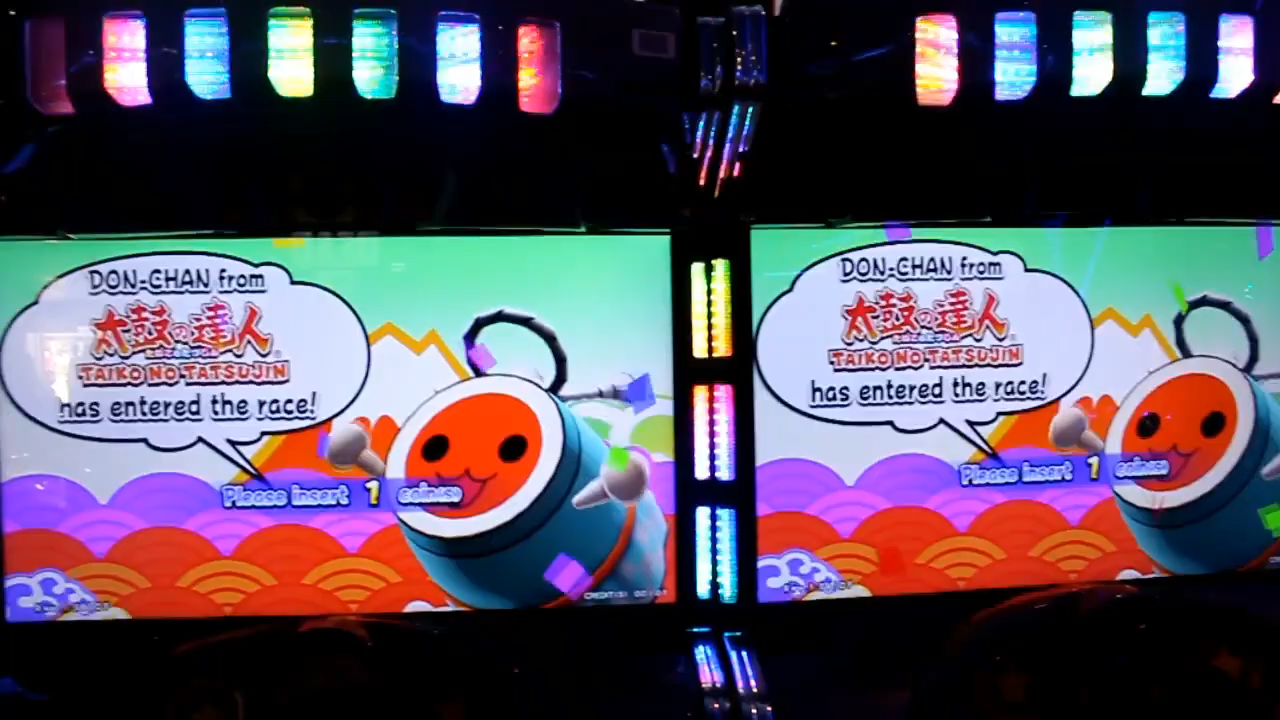 DON-CHAN from
太鼓の達人
TAIKO NO TATSUJIN
has entered the race!
Please insert 1 coin(s)
CREDIT(S)
DON-CHAN from
太鼓の達人
TAIKO NO TATSUJIN
has entered the race!
Please insert 1 coin(s)